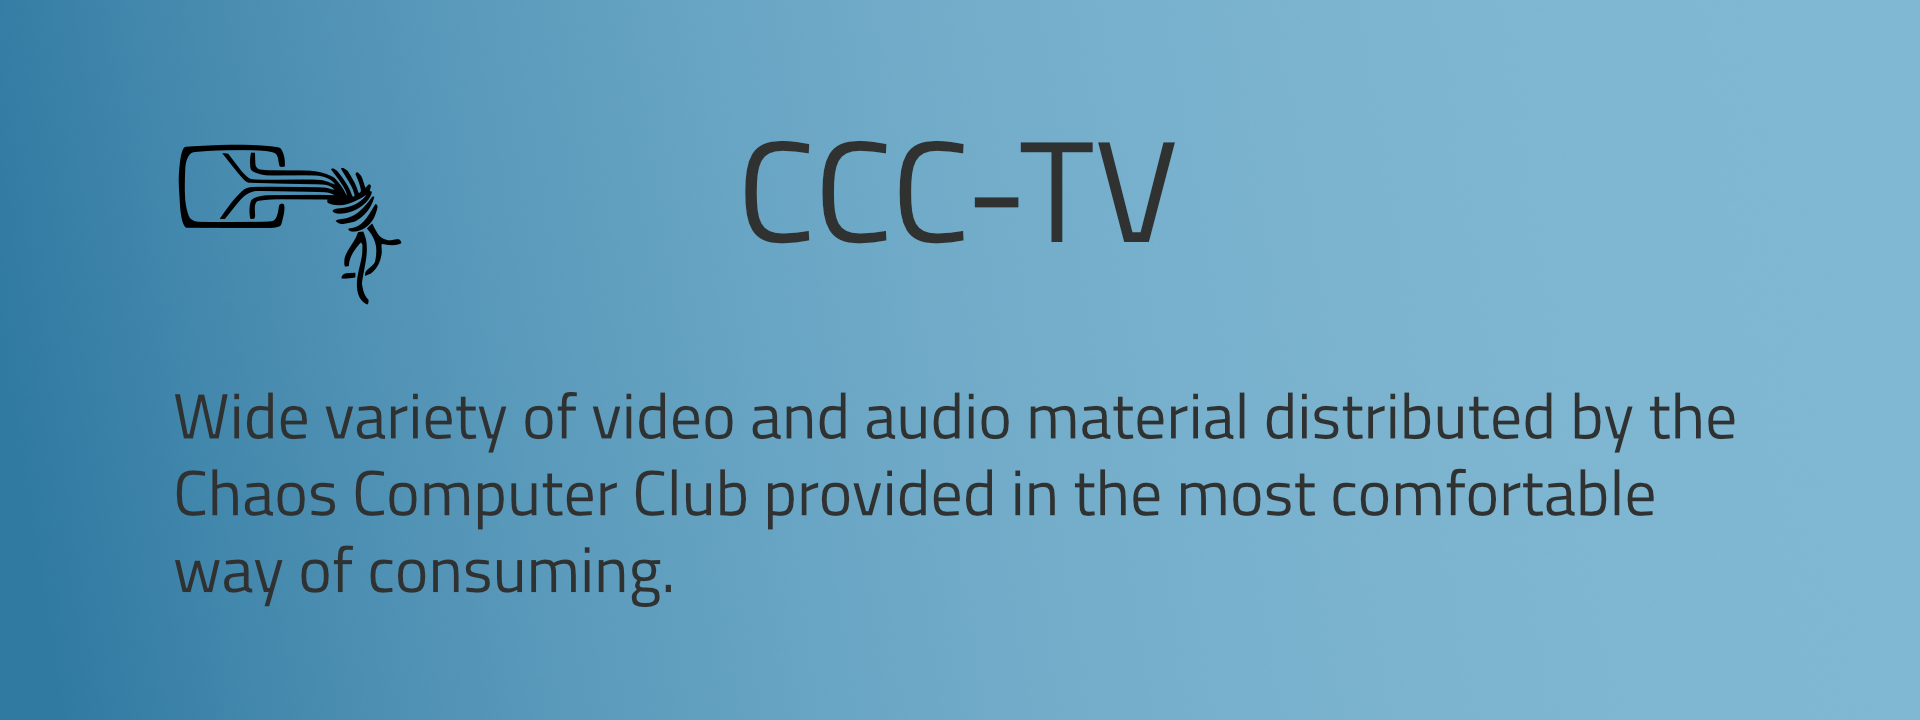 CCC-TV
Wide variety of video and audio material distributed by the
Chaos Computer Club provided in the most comfortable
way of consuming.